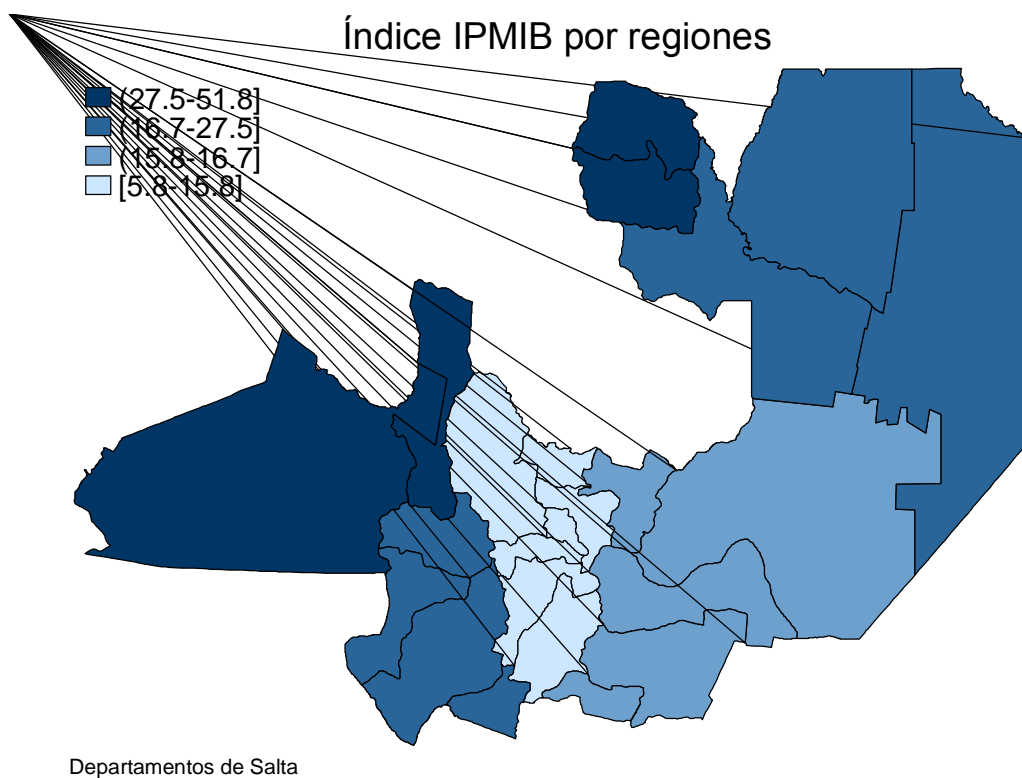 Índice IPMIB por regiones
(27.5-51.8]
(16.7-27.5]
(15.8-16.7]
[5.8-15.8]
Departamentos de Salta